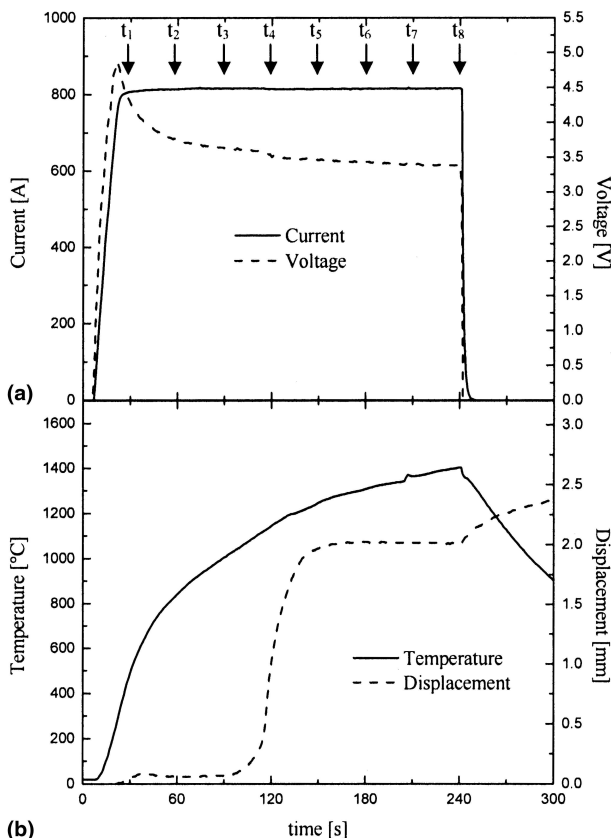 t1 t2 t3 t4 t5 t6 t7 t8
1000
800
600
400
200
0
Current [A]
5.5
5.0
4.5
4.0
3.5
3.0
2.5
2.0
1.5
1.0
0.5
0.0
Voltage [V]
Current
Voltage
(a)
1600
1400
1200
1000
800
600
400
200
0
Temperature [°C]
3.0
2.5
2.0
1.5
1.0
0.5
0.0
Displacement [mm]
Temperature
Displacement
0 60 120 180 240 300
time [s]
(b)